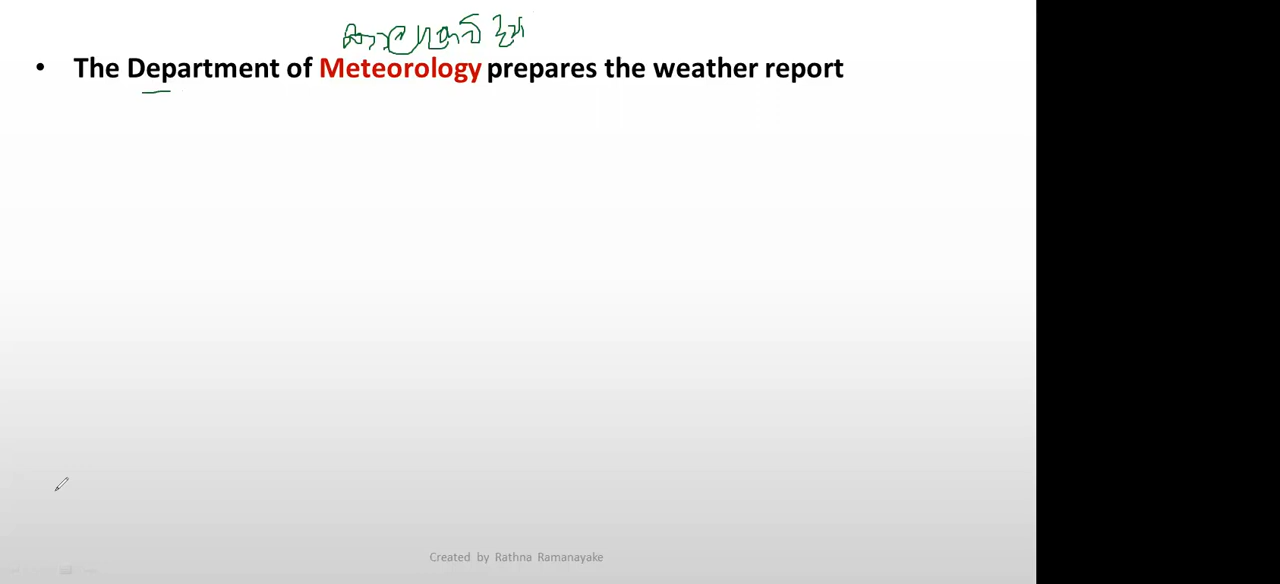 • The Department of Meteorology prepares the weather report
Created by Rathna Ramanayake